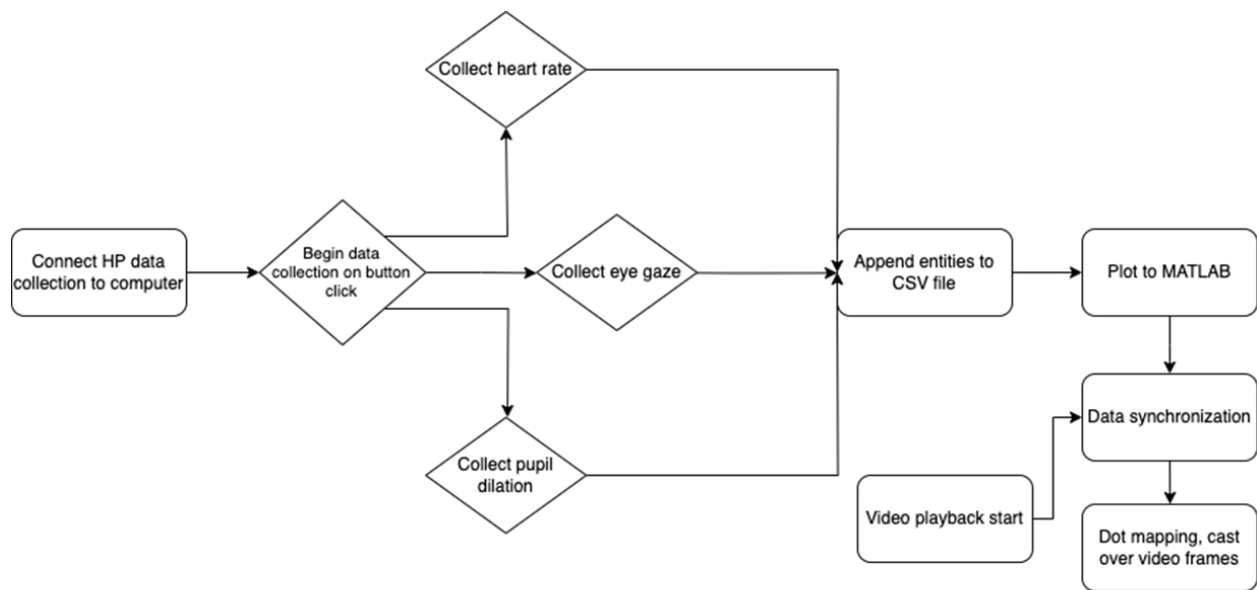 Collect heart rate
Connect HP data
collection to computer
Begin data
collection on button
click
Collect eye gaze
Append entities to
CSV file
Plot to MATLAB
Collect pupil
dilation
Data synchronization
Video playback start
Dot mapping, cast
over video frames